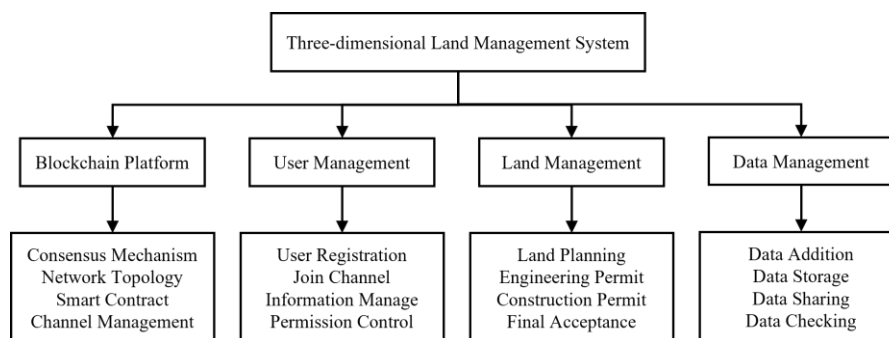 Three-dimensional Land Management System
Blockchain Platform
User Management
Land Management
Data Management
Consensus Mechanism
Network Topology
Smart Contract
Channel Management
User Registration
Join Channel
Information Manage
Permission Control
Land Planning
Engineering Permit
Construction Permit
Final Acceptance
Data Addition
Data Storage
Data Sharing
Data Checking